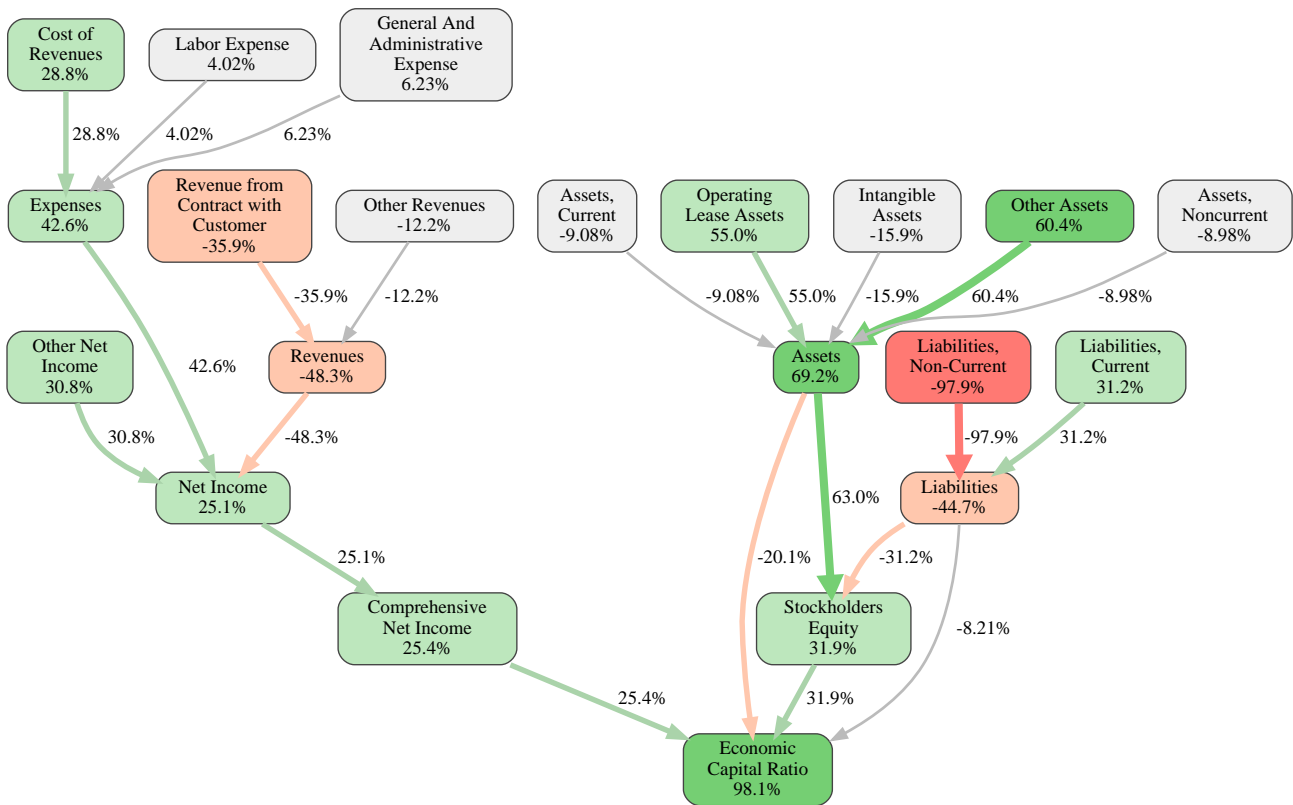 Cost of
Revenues
28.8%
Labor Expense
4.02%
General And
Administrative
Expense
6.23%
28.8%
4.02%
6.23%
Expenses
42.6%
Revenue from
Contract with
Customer
-35.9%
Other Revenues
-12.2%
Assets,
Current
-9.08%
Operating
Lease Assets
55.0%
Intangible
Assets
-15.9%
Other Assets
60.4%
Assets,
Noncurrent
-8.98%
-35.9%
-12.2%
-9.08%
55.0%
-15.9%
60.4%
-8.98%
Other Net
Income
30.8%
42.6%
Revenues
-48.3%
Assets
69.2%
Liabilities,
Non-Current
-97.9%
Liabilities,
Current
31.2%
30.8%
-48.3%
-97.9%
31.2%
Net Income
25.1%
63.0%
Liabilities
-44.7%
25.1%
-20.1%
-31.2%
Comprehensive
Net Income
25.4%
Stockholders
Equity
31.9%
-8.21%
25.4%
31.9%
Economic
Capital Ratio
98.1%